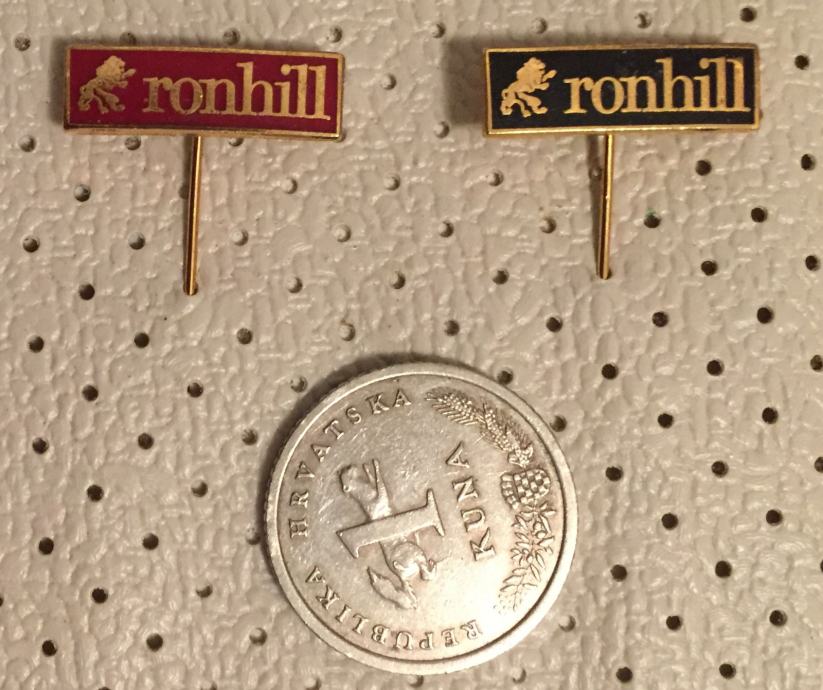 ronhill
ronhill
REPUBLIKA HRVATSKA
1
KUNA